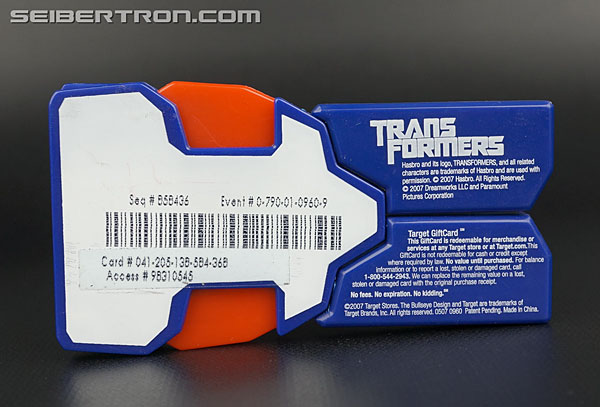 SEIBERTRON.COM
Seq # B5B436 Event # 0-790-01-0960-9
Card # 041-205-138-584-368
Access # 98310545
TRANS
FORMERS
Hasbro and its logo, TRANSFORMERS, and all related
characters are trademarks of Hasbro and are used with
permission. © 2007 Hasbro. All Rights Reserved.
© 2007 Dreamworks LLC and Paramount
Pictures Corporation
Target GiftCard™
This GiftCard is redeemable for merchandise or
services at any Target store or at Target.com. This
GiftCard is not redeemable for cash or credit except
where required by law. No value until purchased. For balance
information or to report a lost, stolen or damaged card, call
1-800-544-2943. We can replace the remaining value on a lost,
stolen or damaged card with the original purchase receipt.
No fees. No expiration. No kidding.℠
©2007 Target Stores. The Bullseye Design and Target are trademarks of
Target Brands, Inc. All Rights Reserved. 0507 0960 Patent Pending. Made in China.